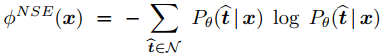 ϕ^{NSE}(𝒙) = − ∑_{t̂∈𝒩} P_θ(t̂ | 𝒙) log P_θ(t̂ | 𝒙)